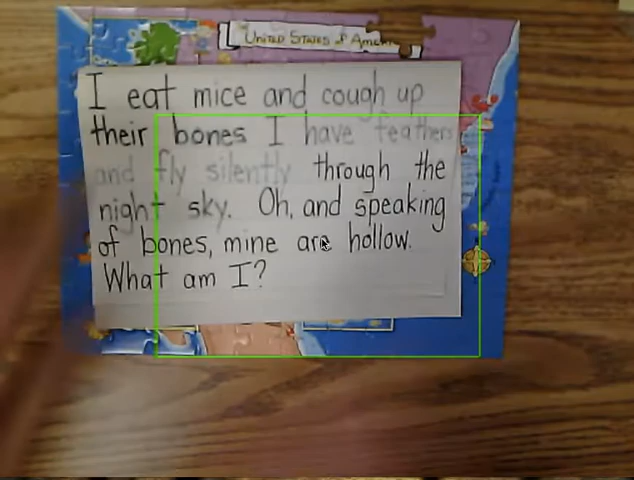 United States of America
I eat mice and cough up
their bones I have feathers
and fly silently through the
night sky. Oh, and speaking
of bones, mine are hollow.
What am I?